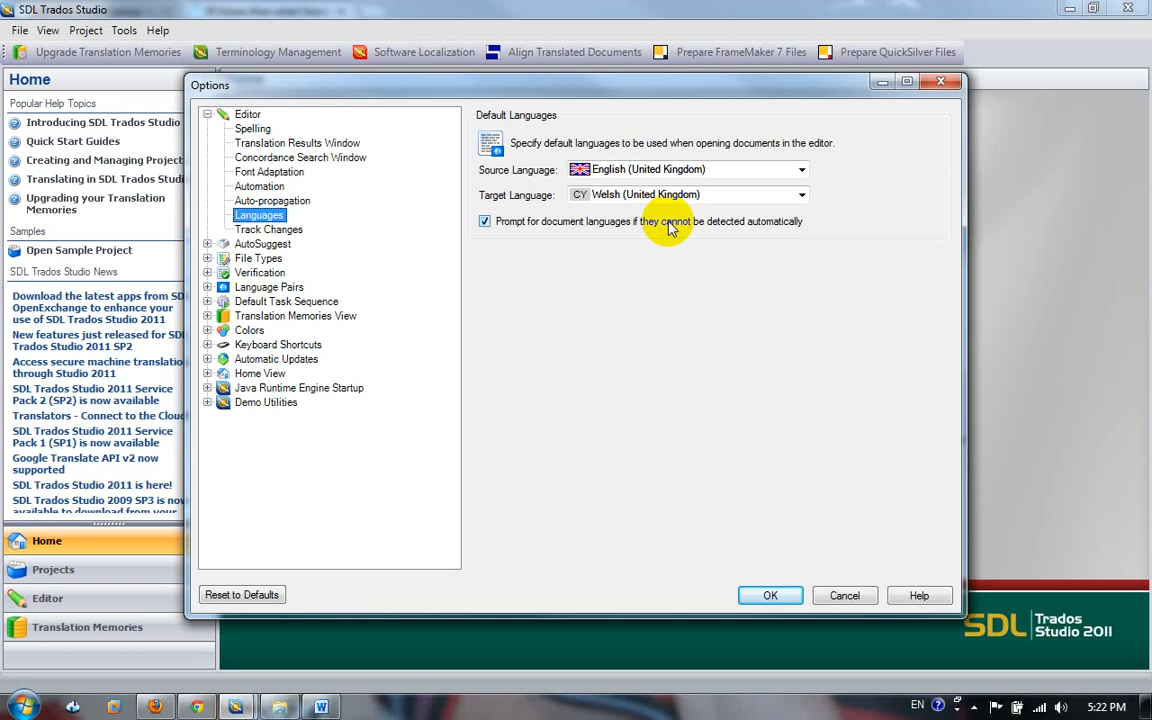 SDL Trados Studio
File View Project Tools Help
Upgrade Translation Memories Terminology Management Software Localization Align Translated Documents Prepare FrameMaker 7 Files Prepare QuickSilver Files
Home
Popular Help Topics
Introducing SDL Trados Studio
Quick Start Guides
Creating and Managing Project
Translating in SDL Trados Studi
Upgrading your Translation
Memories
Samples
Open Sample Project
SDL Trados Studio News
Download the latest apps from SD
OpenExchange to enhance your
use of SDL Trados Studio 2011
New features just released for SD
Trados Studio 2011 SP2
Access secure machine translatio
through Studio 2011
SDL Trados Studio 2011 Service
Pack 2 (SP2) is now available
Translators - Connect to the Clou
SDL Trados Studio 2011 Service
Pack 1 (SP1) is now available
Google Translate API v2 now
supported
SDL Trados Studio 2011 is here!
SDL Trados Studio 2009 SP3 is now
available to download from your
Home
Projects
Editor
Translation Memories
Options
Editor
Spelling
Translation Results Window
Concordance Search Window
Font Adaptation
Automation
Auto-propagation
Languages
Track Changes
AutoSuggest
File Types
Verification
Language Pairs
Default Task Sequence
Translation Memories View
Colors
Keyboard Shortcuts
Automatic Updates
Home View
Java Runtime Engine Startup
Demo Utilities
Default Languages
Specify default languages to be used when opening documents in the editor.
Source Language: English (United Kingdom)
Target Language: CY Welsh (United Kingdom)
Prompt for document languages if they cannot be detected automatically
Reset to Defaults OK Cancel Help
SDL Trados
Studio 2011
EN 5:22 PM